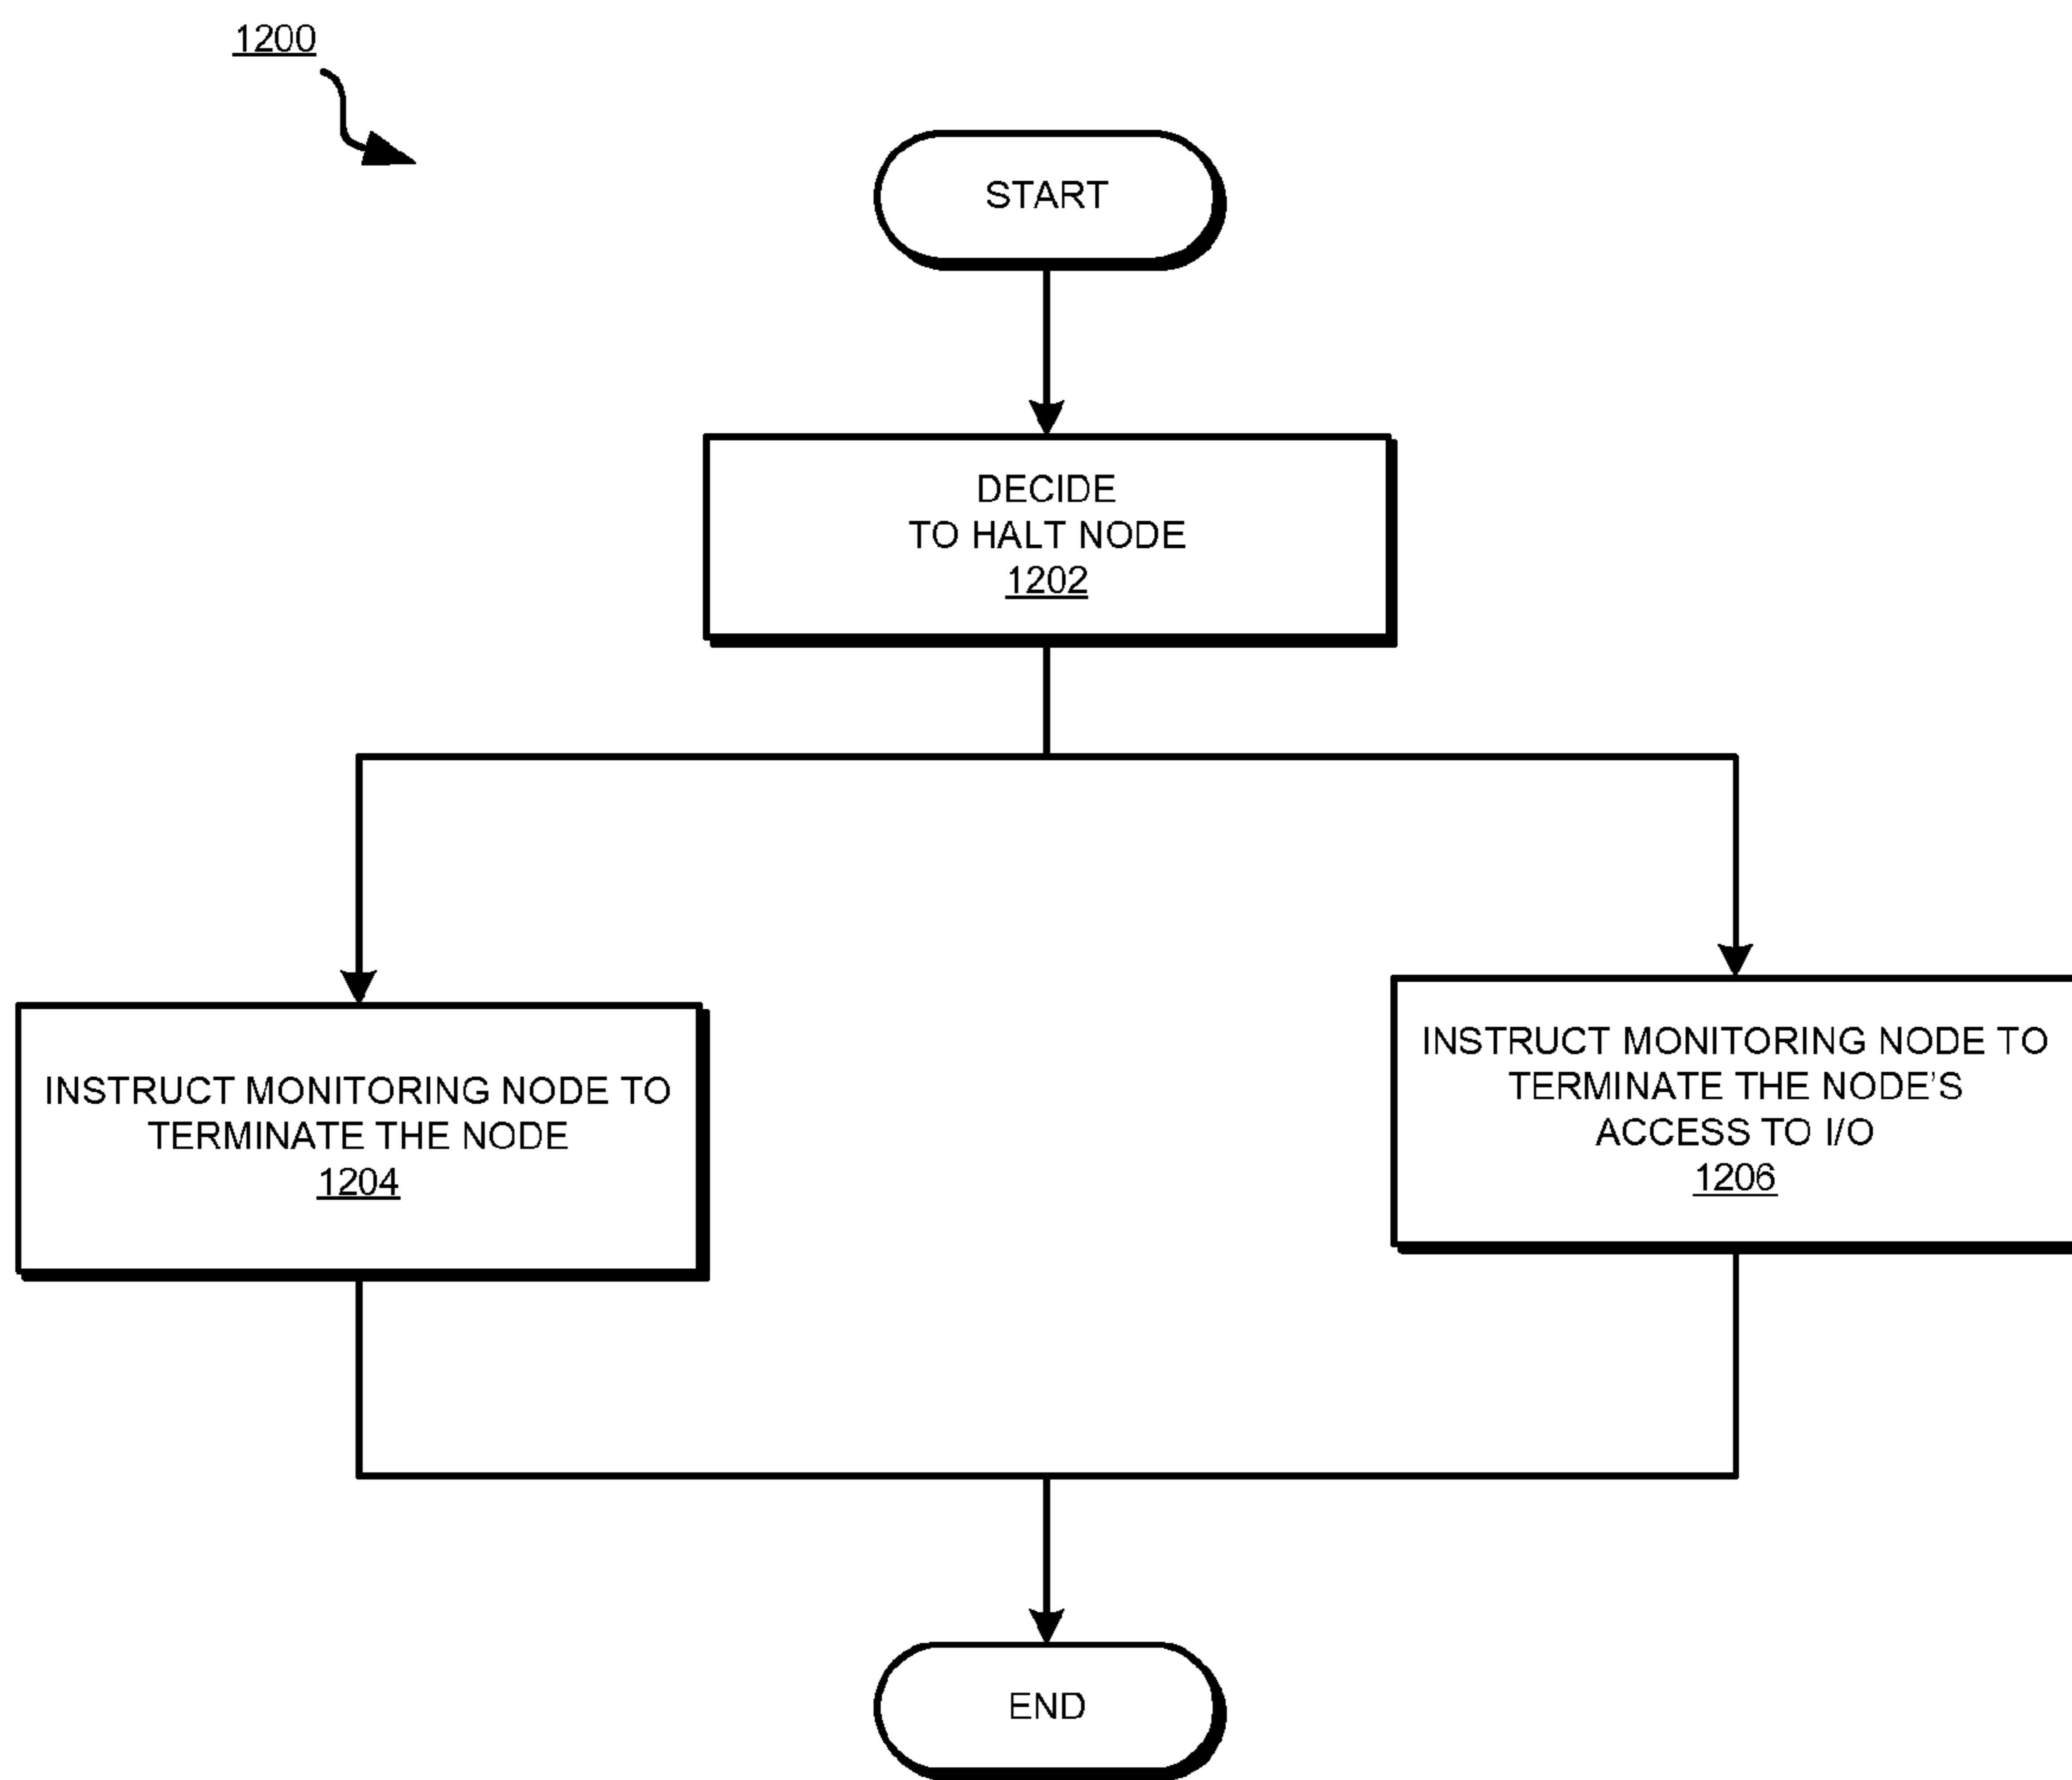 1200
START
DECIDE
TO HALT NODE
1202
INSTRUCT MONITORING NODE TO
TERMINATE THE NODE
1204
INSTRUCT MONITORING NODE TO
TERMINATE THE NODE'S
ACCESS TO I/O
1206
END